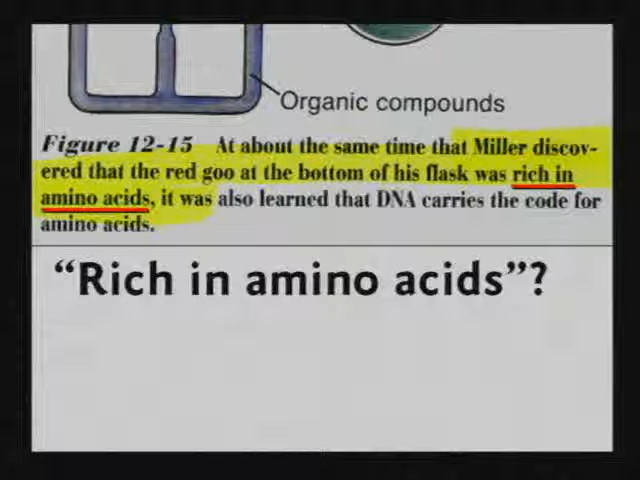 Organic compounds
Figure 12-15 At about the same time that Miller discov-
ered that the red goo at the bottom of his flask was rich in
amino acids, it was also learned that DNA carries the code for
amino acids.
“Rich in amino acids”?